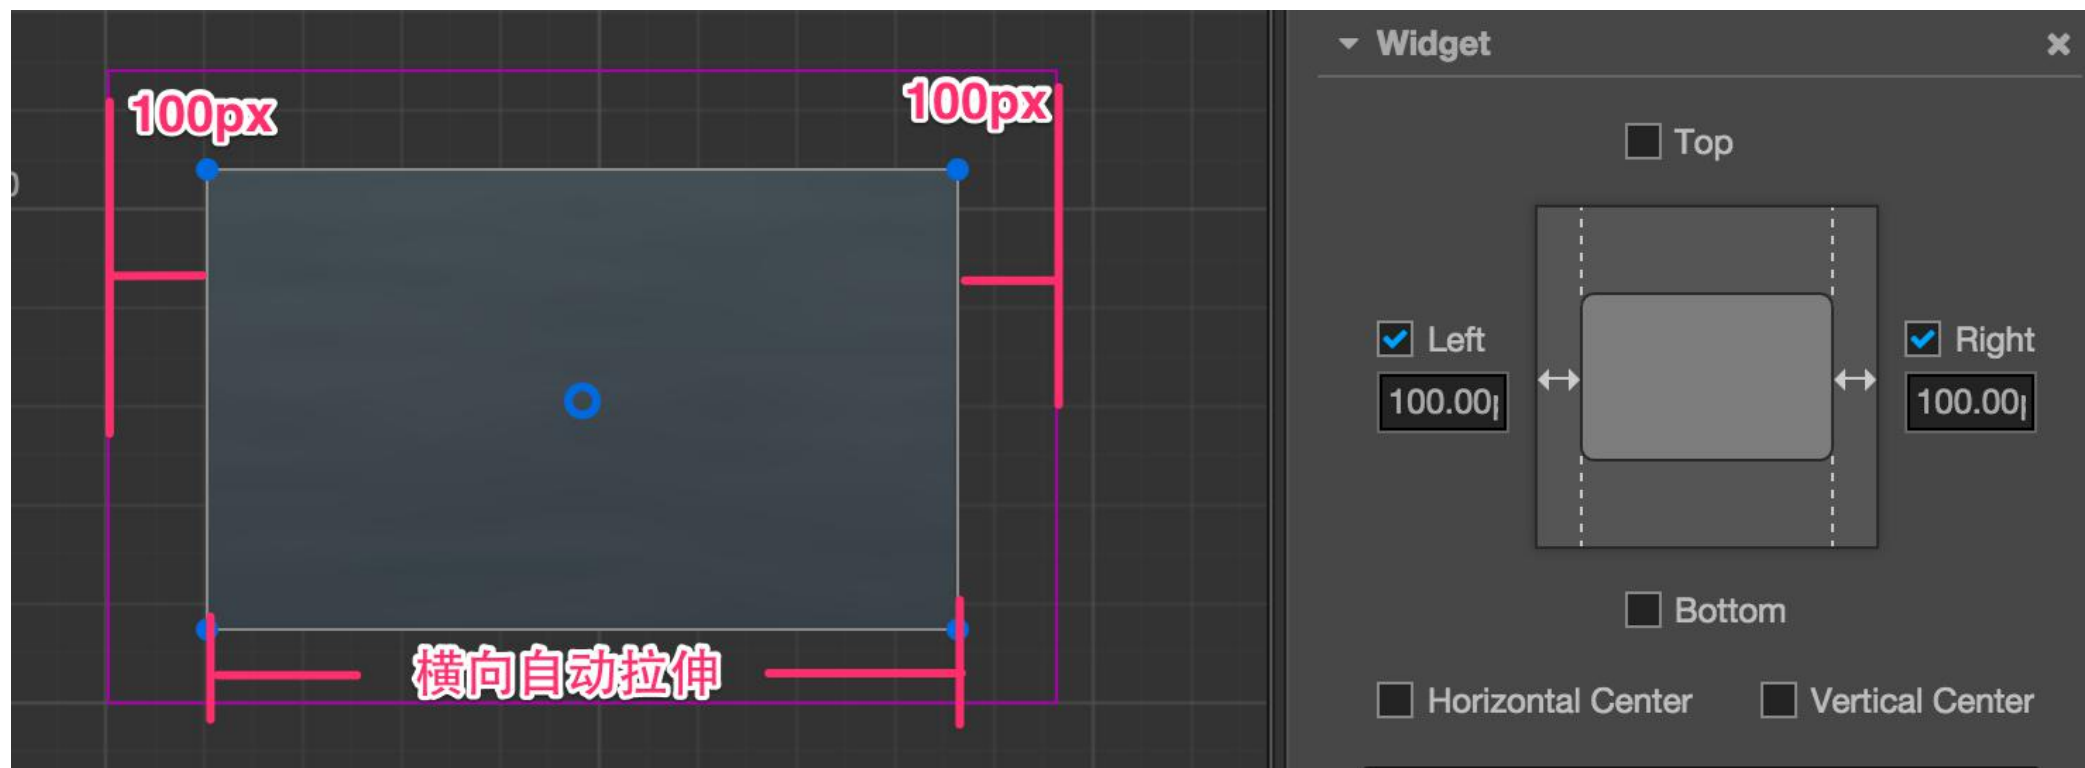 100px
100px
横向自动拉伸
Widget
Top
Left
Right
100.00
100.00
Bottom
Horizontal Center
Vertical Center